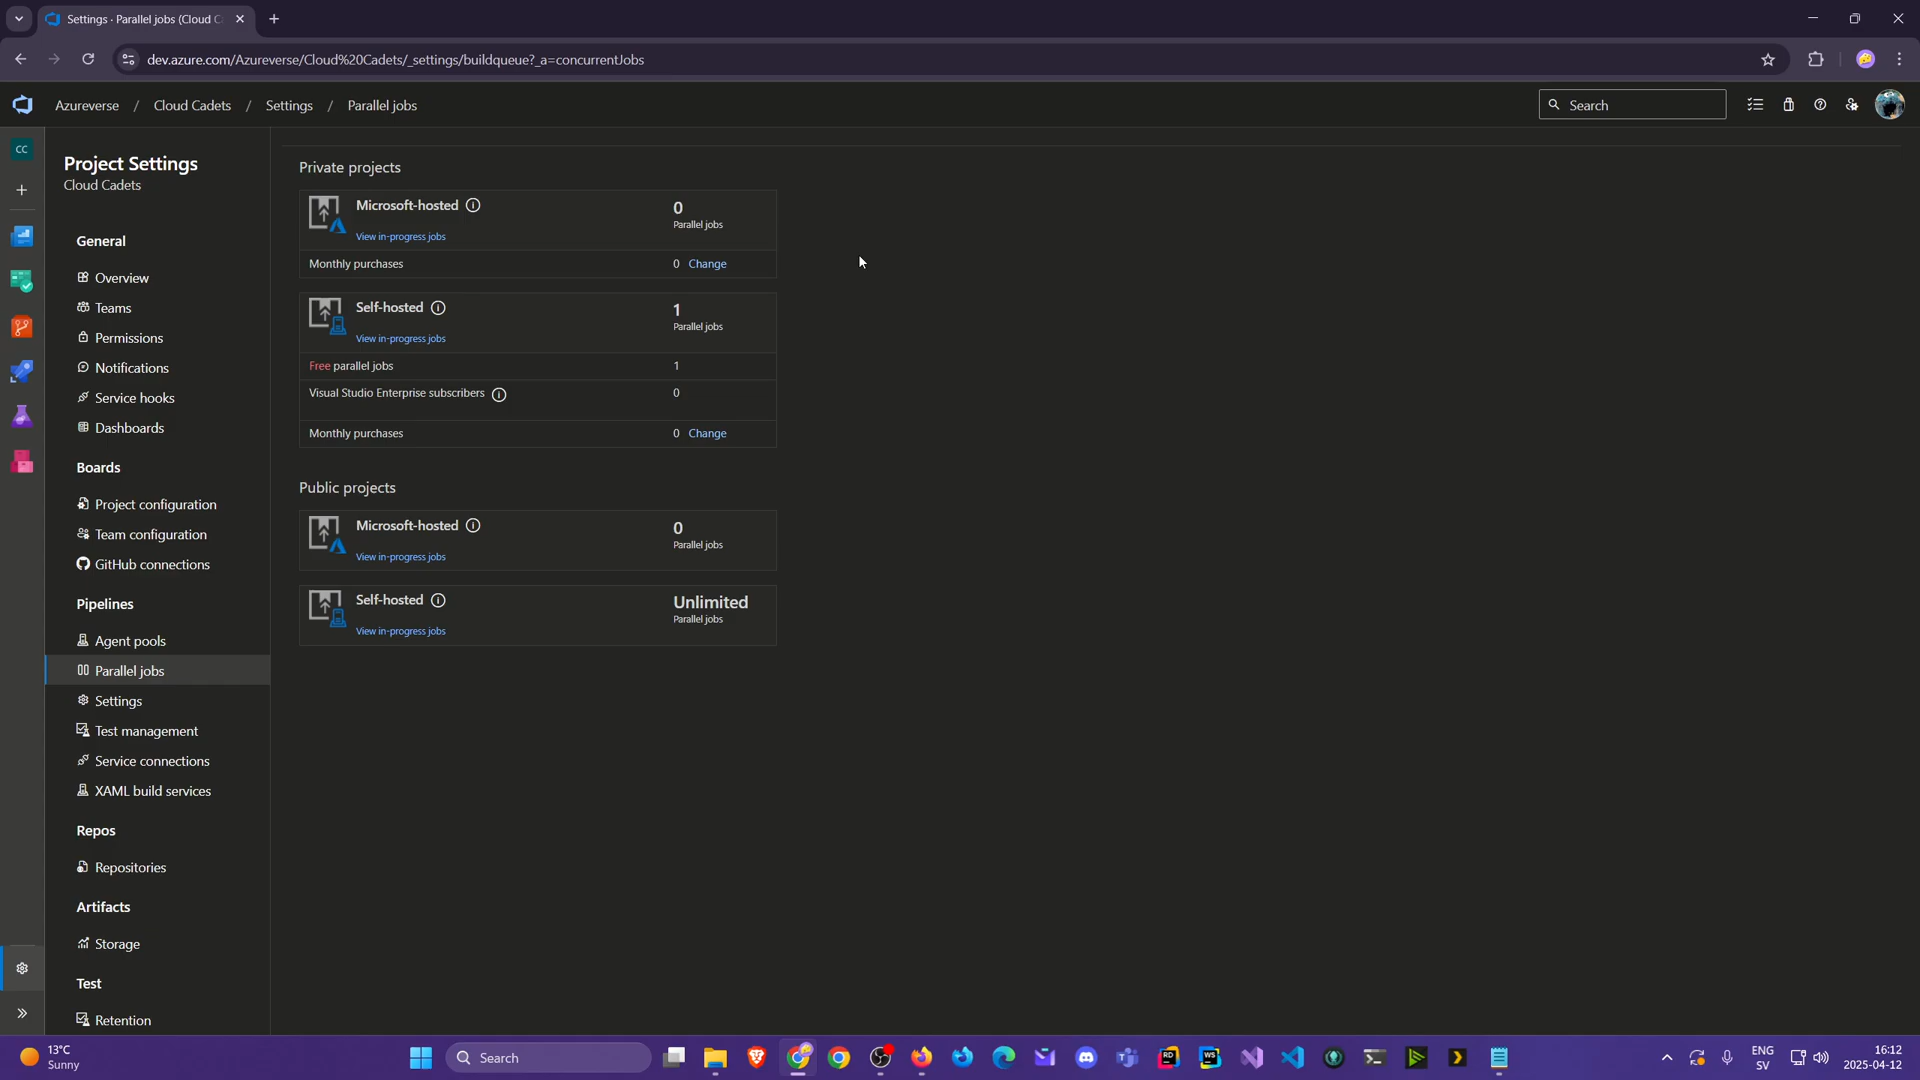 Settings · Parallel jobs (Cloud C
dev.azure.com/Azureverse/Cloud%20Cadets/_settings/buildqueue?_a=concurrentJobs
Azureverse / Cloud Cadets / Settings / Parallel jobs
Search
CC
Project Settings
Cloud Cadets
General
Overview
Teams
Permissions
Notifications
Service hooks
Dashboards
Boards
Project configuration
Team configuration
GitHub connections
Pipelines
Agent pools
Parallel jobs
Settings
Test management
Service connections
XAML build services
Repos
Repositories
Artifacts
Storage
Test
Retention
Private projects
Microsoft-hosted
0
Parallel jobs
View in-progress jobs
Monthly purchases 0 Change
Self-hosted
1
Parallel jobs
View in-progress jobs
Free parallel jobs 1
Visual Studio Enterprise subscribers 0
Monthly purchases 0 Change
Public projects
Microsoft-hosted
0
Parallel jobs
View in-progress jobs
Self-hosted
Unlimited
Parallel jobs
View in-progress jobs
13°C
Sunny
Search
RD
WS
ENG
SV
16:12
2025-04-12